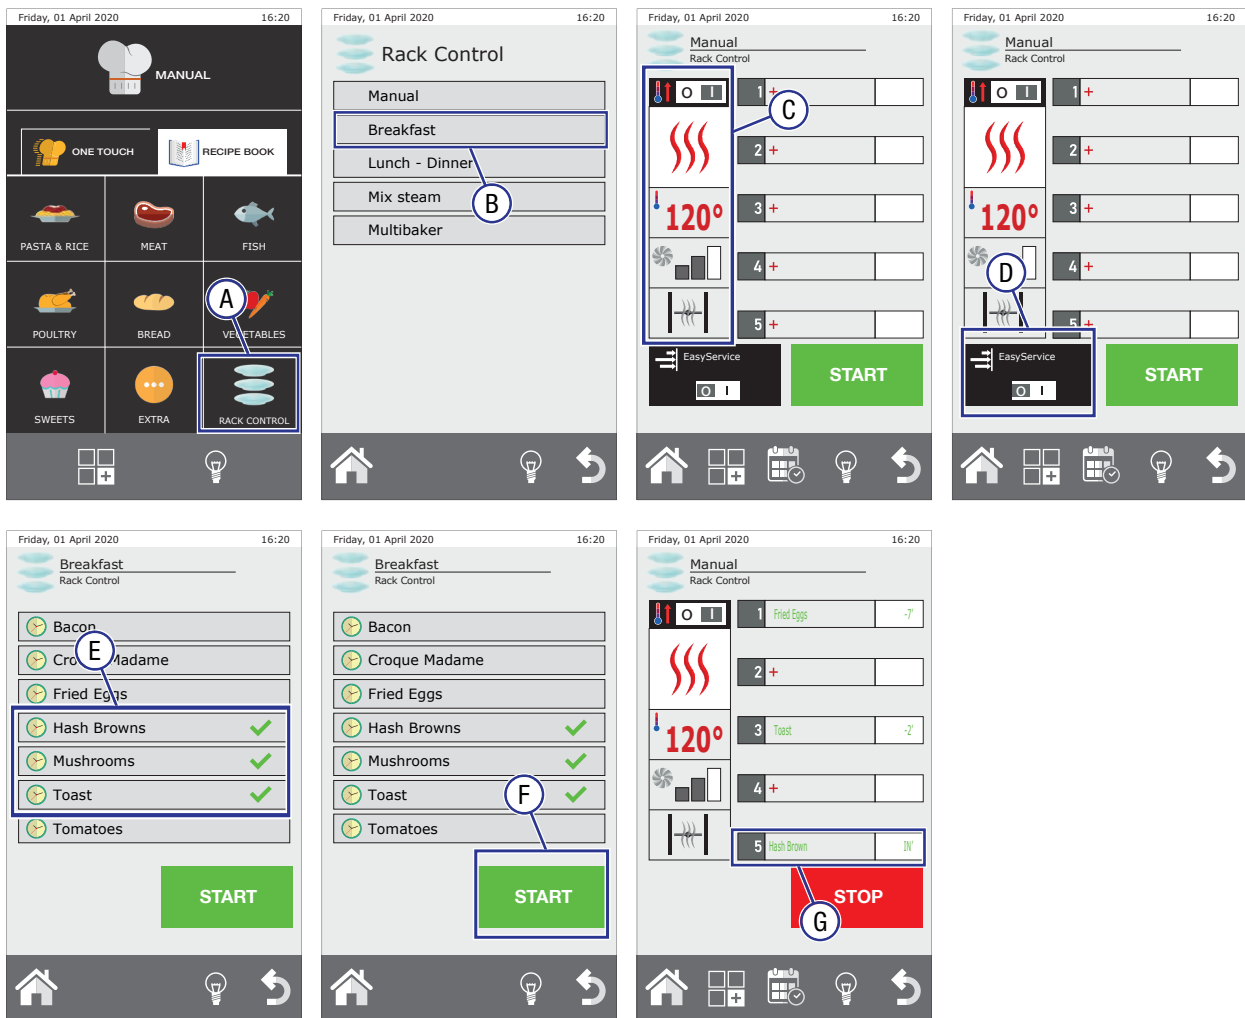 Friday, 01 April 2020 16:20
MANUAL
ONE TOUCH RECIPE BOOK
PASTA & RICE MEAT FISH
A
POULTRY BREAD VEGETABLES
SWEETS EXTRA RACK CONTROL
Friday, 01 April 2020 16:20
Rack Control
Manual
Breakfast
Lunch - Dinner
Mix steam
B
Multibaker
Friday, 01 April 2020 16:20
Manual
Rack Control
O I 1 +
C
2 +
120° 3 +
4 +
5 +
EasyService
O I
START
Friday, 01 April 2020 16:20
Manual
Rack Control
O I 1 +
2 +
120° 3 +
4 +
D
5 +
EasyService
O I
START
Friday, 01 April 2020 16:20
Breakfast
Rack Control
Bacon
E
Croque Madame
Fried Eggs
Hash Browns
Mushrooms
Toast
Tomatoes
START
Friday, 01 April 2020 16:20
Breakfast
Rack Control
Bacon
Croque Madame
Fried Eggs
Hash Browns
Mushrooms
Toast
F
Tomatoes
START
Friday, 01 April 2020 16:20
Manual
Rack Control
O I 1 Fried Eggs -7'
2 +
120° 3 Toast -2'
4 +
5 Hash Brown IN'
STOP
G